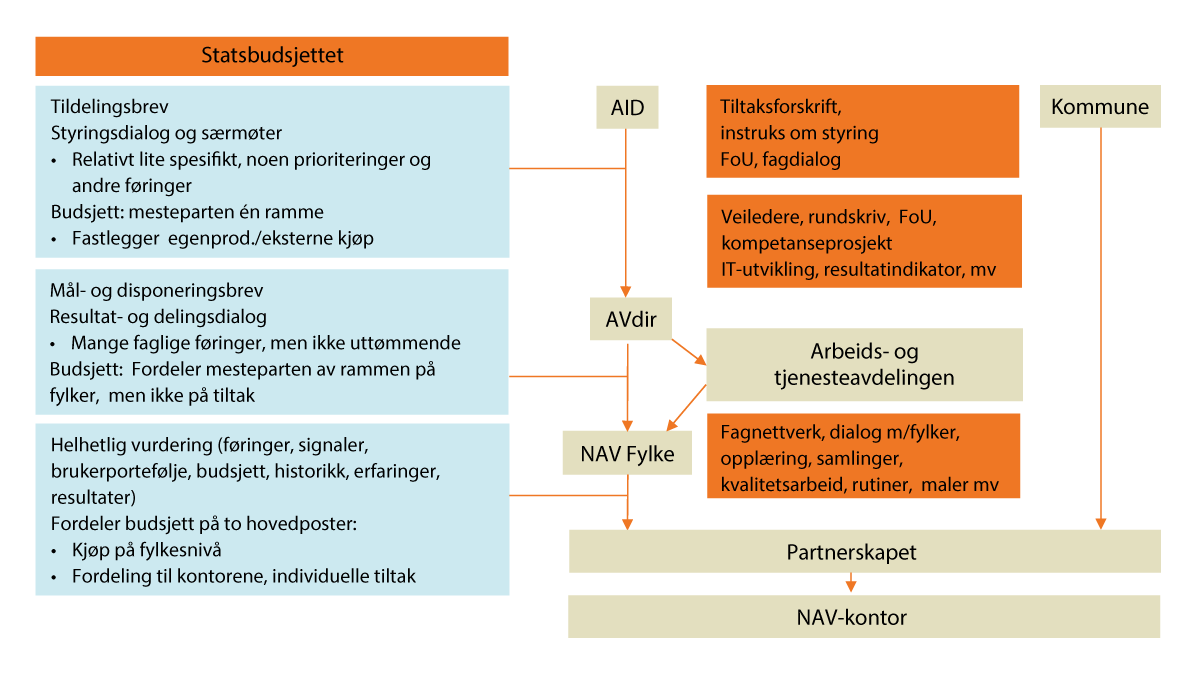 Statsbudsjettet
Tildelingsbrev
Styringsdialog og særmøter
• Relativt lite spesifikt, noen prioriteringer og
andre føringer
Budsjett: mesteparten én ramme
• Fastlegger egenprod./eksterne kjøp
Mål- og disponeringsbrev
Resultat- og delingsdialog
• Mange faglige føringer, men ikke uttømmende
Budsjett: Fordeler mesteparten av rammen på
fylker, men ikke på tiltak
Helhetlig vurdering (føringer, signaler,
brukerportefølje, budsjett, historikk, erfaringer,
resultater)
Fordeler budsjett på to hovedposter:
• Kjøp på fylkesnivå
• Fordeling til kontorene, individuelle tiltak
AID
AVdir
NAV Fylke
Tiltaksforskrift,
instruks om styring
FoU, fagdialog
Veiledere, rundskriv, FoU,
kompetanseprosjekt
IT-utvikling, resultatindikator, mv
Arbeids- og
tjenesteavdelingen
Fagnettverk, dialog m/fylker,
opplæring, samlinger,
kvalitetsarbeid, rutiner, maler mv
Kommune
Partnerskapet
NAV-kontor